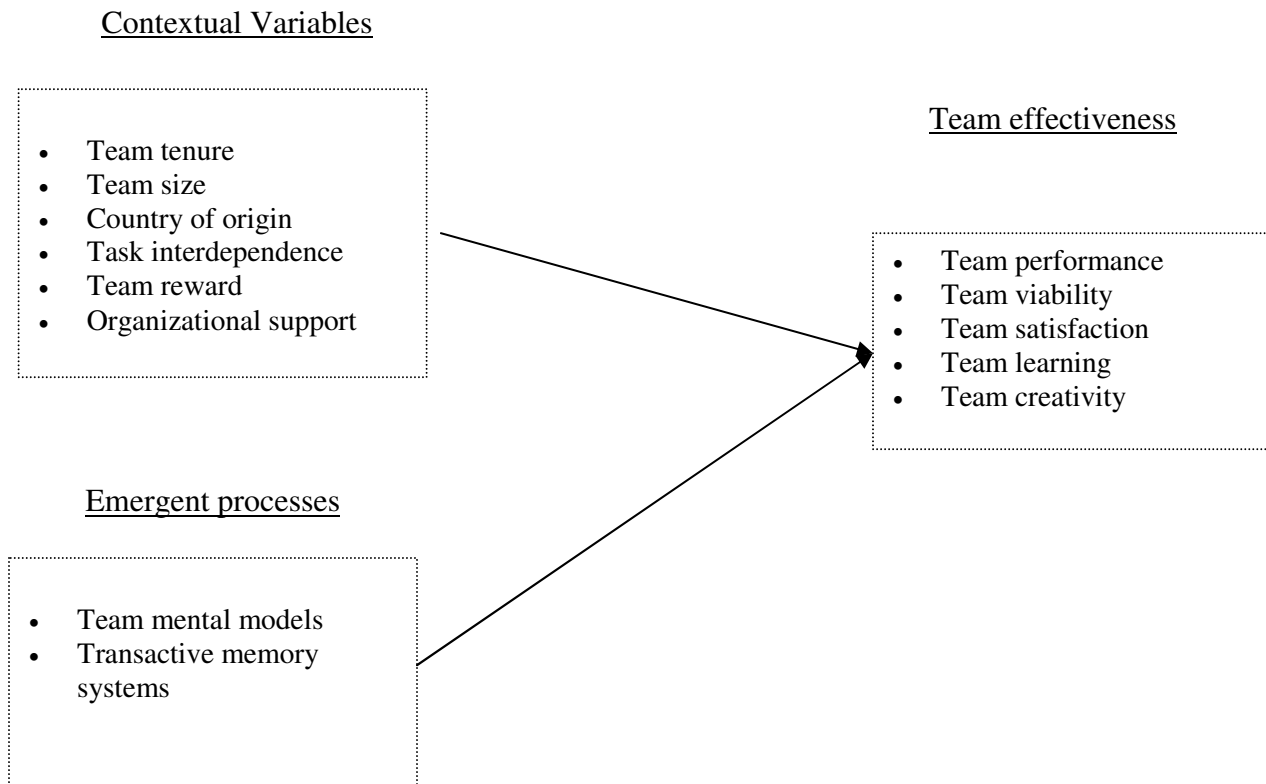 Contextual Variables
• Team tenure
• Team size
• Country of origin
• Task interdependence
• Team reward
• Organizational support
Team effectiveness
• Team performance
• Team viability
• Team satisfaction
• Team learning
• Team creativity
Emergent processes
• Team mental models
• Transactive memory
systems